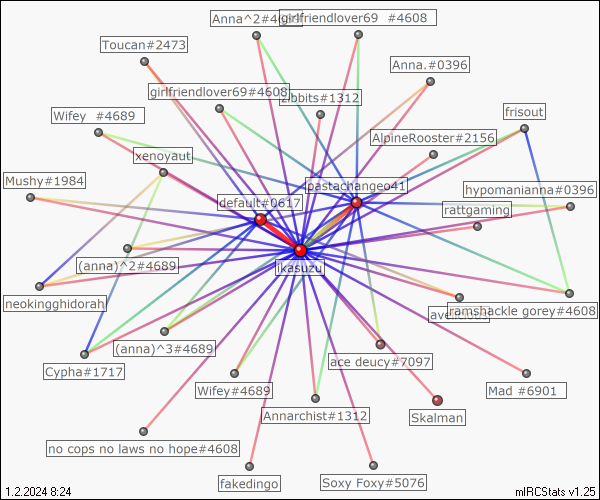 Anna^2#4689
girlfriendlover69 #4608
Toucan#2473
Anna.#0396
girlfriendlover69#4608
zibbits#1312
Wifey #4689
frisout
AlpineRooster#2156
xenoyaut
Mushy#1984
pastachangeo41
hypomanianna#0396
default#0617
rattgaming
(anna)^2#4689
ikasuzu
neokingghidorah
ramshackle gorey#4608
(anna)^3#4689
ace deucy#7097
Cypha#1717
Wifey#4689
Mad #6901
Annarchist#1312
Skalman
no cops no laws no hope#4608
fakedingo
Soxy Foxy#5076
1.2.2024 8:24
mIRCStats v1.25